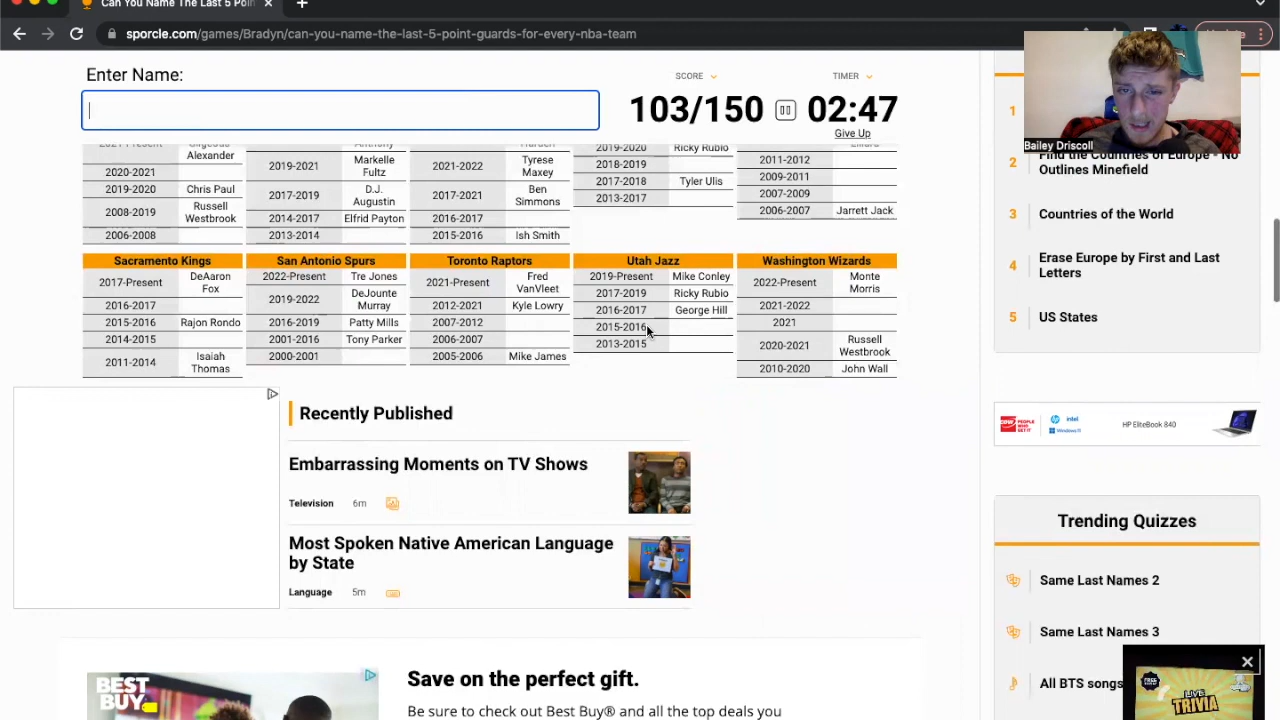 Can You Name The Last 5 Poin
sporcle.com/games/Bradyn/can-you-name-the-last-5-point-guards-for-every-nba-team
Enter Name:
SCORE
TIMER
103/150
02:47
Give Up
Bailey Driscoll
Alexander
2020-2021
2019-2020 Chris Paul
2008-2019 Russell Westbrook
2006-2008
2019-2021 Markelle Fultz
2017-2019 D.J. Augustin
2014-2017 Elfrid Payton
2013-2014
2021-2022 Tyrese Maxey
2017-2021 Ben Simmons
2016-2017
2015-2016 Ish Smith
2019-2020 Ricky Rubio
2018-2019
2017-2018 Tyler Ulis
2013-2017
2011-2012
2009-2011
2007-2009
2006-2007 Jarrett Jack
Sacramento Kings
2017-Present DeAaron Fox
2016-2017
2015-2016 Rajon Rondo
2014-2015
2011-2014 Isaiah Thomas
San Antonio Spurs
2022-Present Tre Jones
2019-2022 DeJounte Murray
2016-2019 Patty Mills
2001-2016 Tony Parker
2000-2001
Toronto Raptors
2021-Present Fred VanVleet
2012-2021 Kyle Lowry
2007-2012
2006-2007
2005-2006 Mike James
Utah Jazz
2019-Present Mike Conley
2017-2019 Ricky Rubio
2016-2017 George Hill
2015-2016
2013-2015
Washington Wizards
2022-Present Monte Morris
2021-2022
2021
2020-2021 Russell Westbrook
2010-2020 John Wall
Recently Published
Embarrassing Moments on TV Shows
Television 6m
Most Spoken Native American Language
by State
Language 5m
BEST
BUY
Save on the perfect gift.
Be sure to check out Best Buy® and all the top deals you
1
2 Find the Countries of Europe - No
Outlines Minefield
3 Countries of the World
4 Erase Europe by First and Last
Letters
5 US States
intel
Windows 11
HP EliteBook 840
Trending Quizzes
Same Last Names 2
Same Last Names 3
All BTS songs
FREE
LIVE
TRIVIA